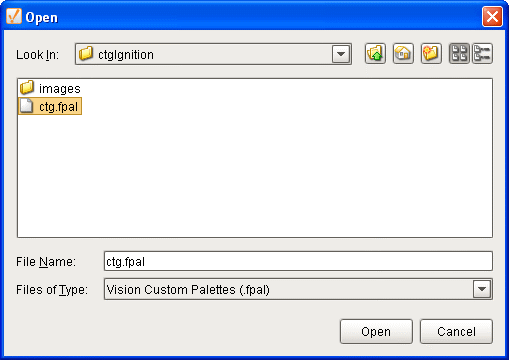 Open
Look In: ctgIgnition
images
ctg.fpal
File Name: ctg.fpal
Files of Type: Vision Custom Palettes (.fpal)
Open Cancel